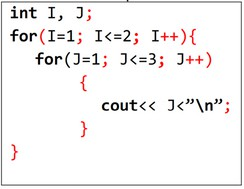 int I, J;
for(I=1; I<=2; I++){
for(J=1; J<=3; J++)
{
cout<< J<”\n”;
}
}